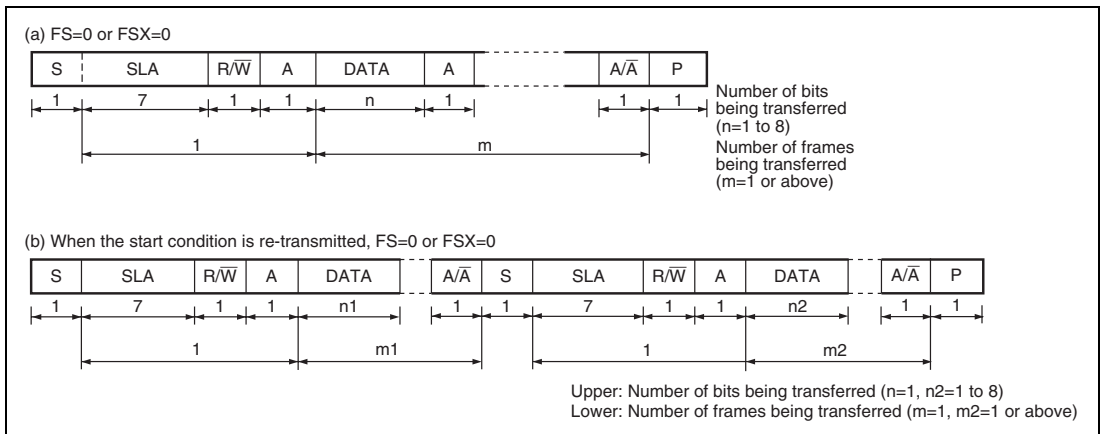 (a) FS=0 or FSX=0
S SLA R/W̅ A DATA A A/A̅ P
1 7 1 1 n 1 1 1
Number of bits
being transferred
(n=1 to 8)
1 m
Number of frames
being transferred
(m=1 or above)
(b) When the start condition is re-transmitted, FS=0 or FSX=0
S SLA R/W̅ A DATA A/A̅ S SLA R/W̅ A DATA A/A̅ P
1 7 1 1 n1 1 1 7 1 1 n2 1 1
1 m1 1 m2
Upper: Number of bits being transferred (n=1, n2=1 to 8)
Lower: Number of frames being transferred (m=1, m2=1 or above)